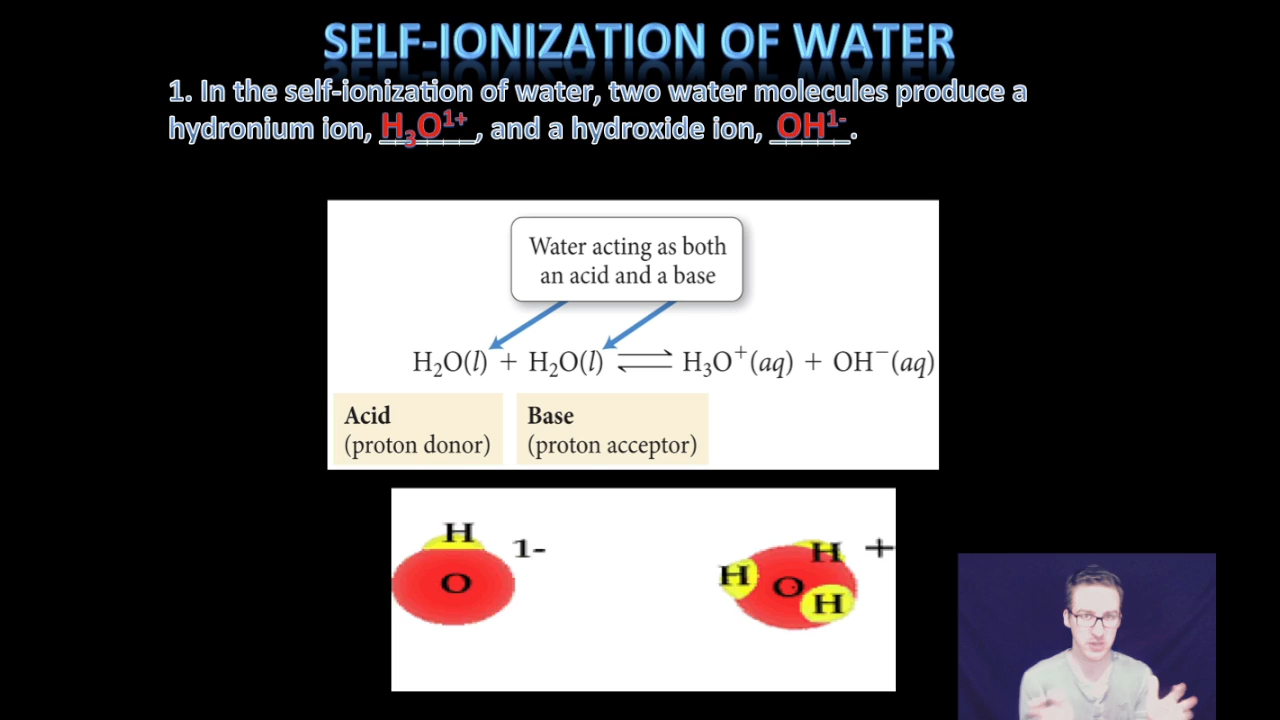 SELF-IONIZATION OF WATER
1. In the self-ionization of water, two water molecules produce a
hydronium ion, H₃O¹⁺, and a hydroxide ion, OH¹⁻.
Water acting as both
an acid and a base
H₂O(l) + H₂O(l) ⇌ H₃O⁺(aq) + OH⁻(aq)
Acid
(proton donor)
Base
(proton acceptor)
H 1-
O
H +
H O
H